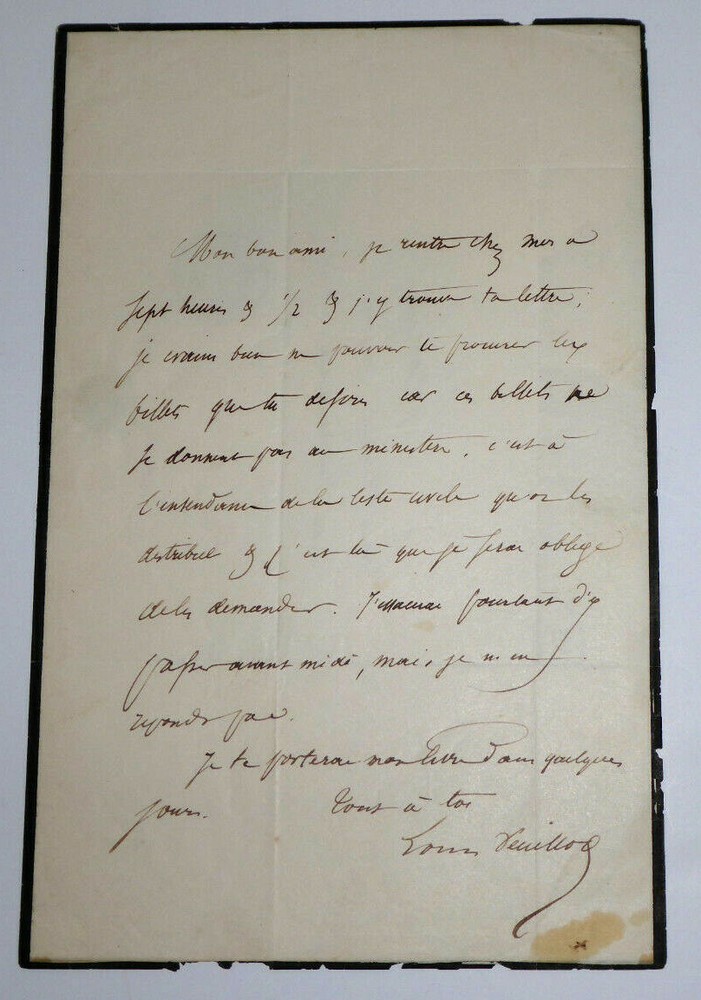 Mon bon ami, je rentre chez moi à
sept heures & 1/2 & j'y trouve ta lettre;
je crains bien ne pouvoir te procurer les
billets que tu desires car ces billets ne
se donnent pas au ministère, c'est à
l'intendance de la liste civile qu'on les
distribue & c'est là que je serai obligé
de les demander. J'essaierai pourtant d'y
passer avant midi, mais je n'en
reponds pas.
Je te porterai mon livre dans quelques
jours. Tout à toi
Louis Veuillot